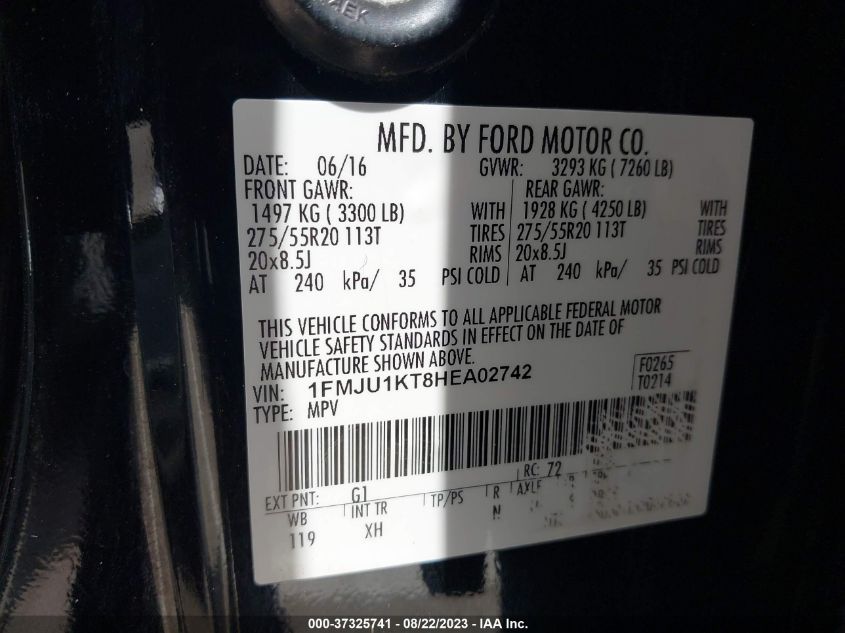 MFD. BY FORD MOTOR CO.
DATE: 06/16 GVWR: 3293 KG ( 7260 LB)
FRONT GAWR: REAR GAWR:
1497 KG ( 3300 LB) WITH 1928 KG ( 4250 LB) WITH
275/55R20 113T TIRES 275/55R20 113T TIRES
20x8.5J RIMS 20x8.5J RIMS
AT 240 kPa/ 35 PSI COLD AT 240 kPa/ 35 PSI COLD
THIS VEHICLE CONFORMS TO ALL APPLICABLE FEDERAL MOTOR
VEHICLE SAFETY STANDARDS IN EFFECT ON THE DATE OF
MANUFACTURE SHOWN ABOVE.
VIN: 1FMJU1KT8HEA02742 F0265
TYPE: MPV T0214
RC: 72
EXT PNT: G1
WB INT TR TP/PS R AXLE
119 XH N
000-37325741 - 08/22/2023 - IAA Inc.